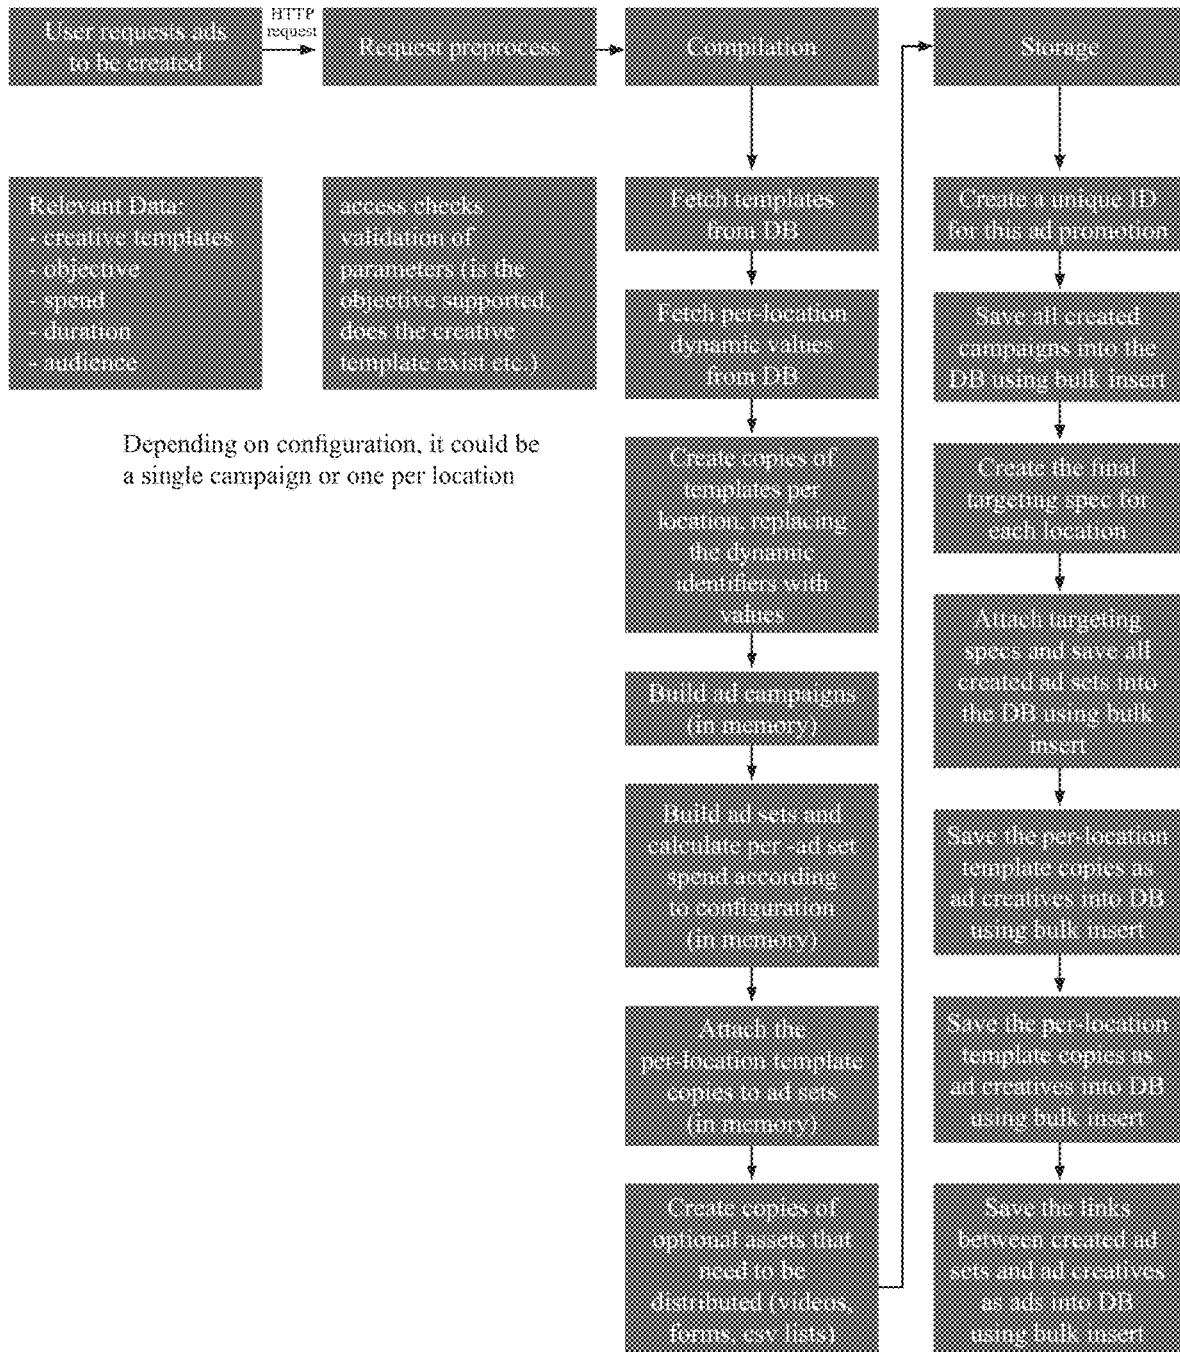 User requests ads
to be created
HTTP
request
Request preprocess
Compilation
Storage
Relevant Data:
- creative templates
- objective
- spend
- duration
- audience
access checks
validation of
parameters (is the
objective supported,
does the creative
template exist etc.)
Depending on configuration, it could be
a single campaign or one per location
Fetch templates
from DB
Fetch per-location
dynamic values
from DB
Create copies of
templates per
location, replacing
the dynamic
identifiers with
values
Build ad campaigns
(in memory)
Build ad sets and
calculate per -ad set
spend according
to configuration
(in memory)
Attach the
per-location template
copies to ad sets
(in memory)
Create copies of
optional assets that
need to be
distributed (videos,
forms, csv lists)
Create a unique ID
for this ad promotion
Save all created
campaigns into the
DB using bulk insert
Create the final
targeting spec for
each location
Attach targeting
specs and save all
created ad sets into
the DB using bulk
insert
Save the per-location
template copies as
ad creatives into DB
using bulk insert
Save the per-location
template copies as
ad creatives into DB
using bulk insert
Save the links
between created ad
sets and ad creatives
as ads into DB
using bulk insert